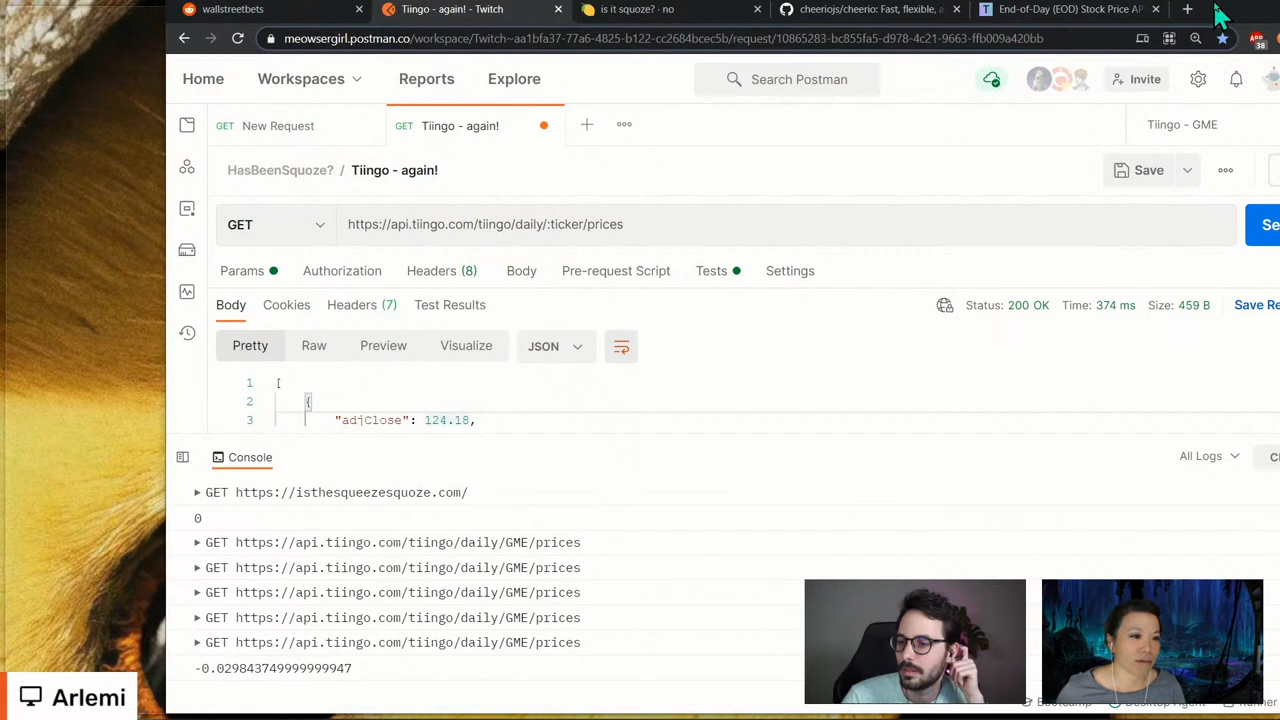 wallstreetbets
Tiingo - again! - Twitch
is it squoze? · no
cheeriojs/cheerio: Fast, flexible, a
End-of-Day (EOD) Stock Price AP
meowsergirl.postman.co/workspace/Twitch~aa1bfa37-77a6-4825-b122-cc2684bcec5b/request/10865283-bc855fa5-d978-4c21-9663-ffb009a420bb
38
Home
Workspaces
Reports
Explore
Search Postman
Invite
GET New Request
GET Tiingo - again!
Tiingo - GME
HasBeenSquoze? / Tiingo - again!
Save
GET
https://api.tiingo.com/tiingo/daily/:ticker/prices
Se
Params
Authorization
Headers (8)
Body
Pre-request Script
Tests
Settings
Body
Cookies
Headers (7)
Test Results
Status: 200 OK
Time: 374 ms
Size: 459 B
Save Re
Pretty
Raw
Preview
Visualize
JSON
1 [
2 {
3 "adjClose": 124.18,
Console
All Logs
GET https://isthesqueezesquoze.com/
0
GET https://api.tiingo.com/tiingo/daily/GME/prices
GET https://api.tiingo.com/tiingo/daily/GME/prices
GET https://api.tiingo.com/tiingo/daily/GME/prices
GET https://api.tiingo.com/tiingo/daily/GME/prices
GET https://api.tiingo.com/tiingo/daily/GME/prices
-0.029843749999999947
Arlemi
Bootcamp
Desktop Agent
Runner